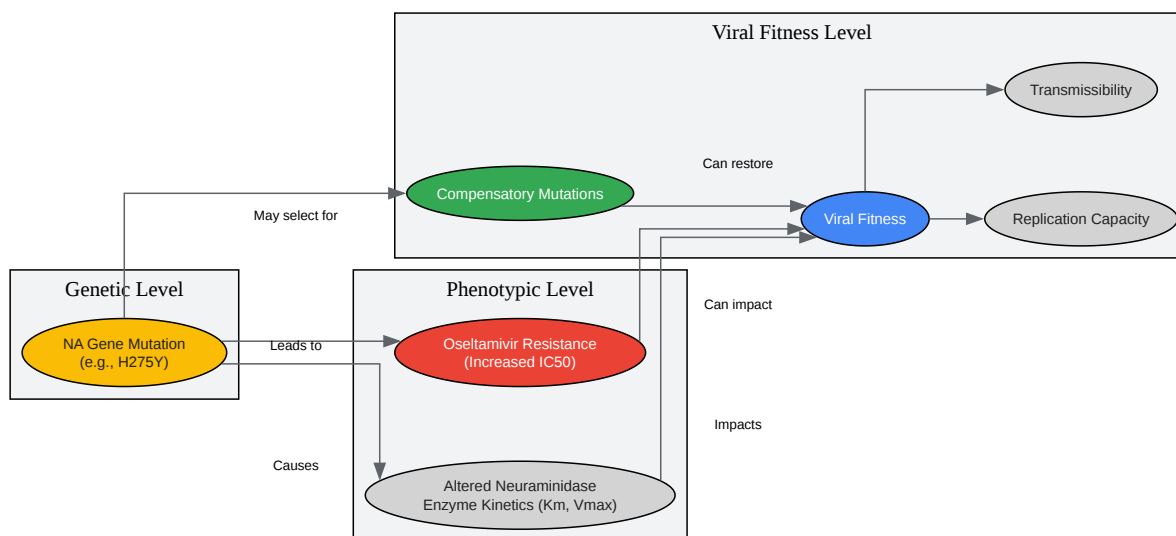 Viral Fitness Level
Transmissibility
Can restore
Compensatory Mutations
May select for
Viral Fitness
Replication Capacity
Genetic Level
Phenotypic Level
Can impact
NA Gene Mutation
(e.g., H275Y)
Leads to
Oseltamivir Resistance
(Increased IC50)
Impacts
Causes
Altered Neuraminidase
Enzyme Kinetics (Km, Vmax)